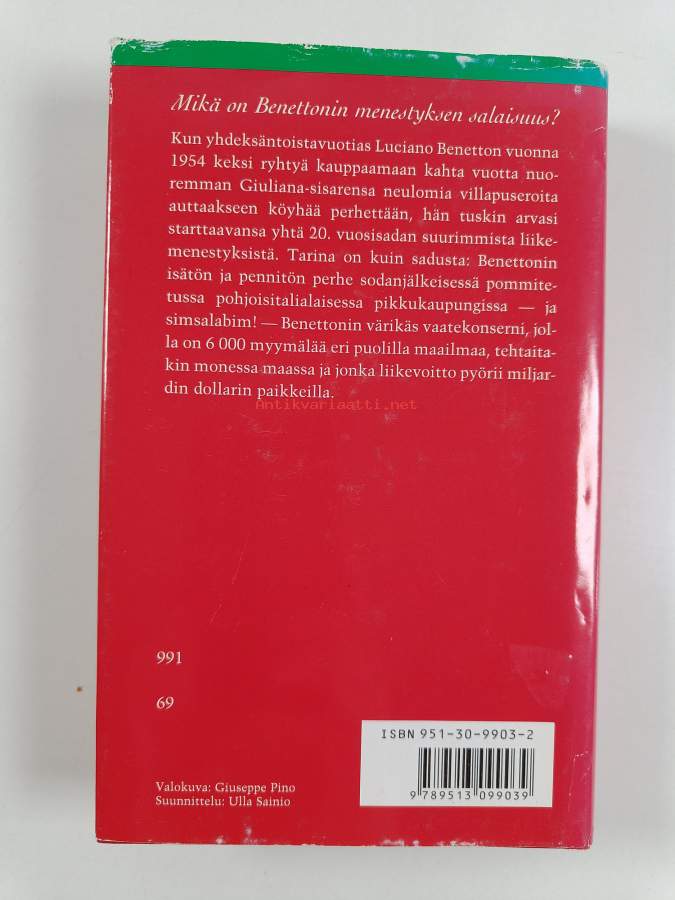 Mikä on Benettonin menestyksen salaisuus?
Kun yhdeksäntoistavuotias Luciano Benetton vuonna
1954 keksi ryhtyä kauppaamaan kahta vuotta nuo-
remman Giuliana-sisarensa neulomia villapuseroita
auttaakseen köyhää perhettään, hän tuskin arvasi
starttaavansa yhtä 20. vuosisadan suurimmista liike-
menestyksistä. Tarina on kuin sadusta: Benettonin
isätön ja pennitön perhe sodanjälkeisessä pommite-
tussa pohjoisitalialaisessa pikkukaupungissa — ja
simsalabim! — Benettonin värikäs vaatekonserni, jol-
la on 6 000 myymälää eri puolilla maailmaa, tehtaita-
kin monessa maassa ja jonka liikevoitto pyörii miljar-
din dollarin paikkeilla.
Antikvariaatti.net
991
69
ISBN 951-30-9903-2
9 789513 099039
Valokuva: Giuseppe Pino
Suunnittelu: Ulla Sainio